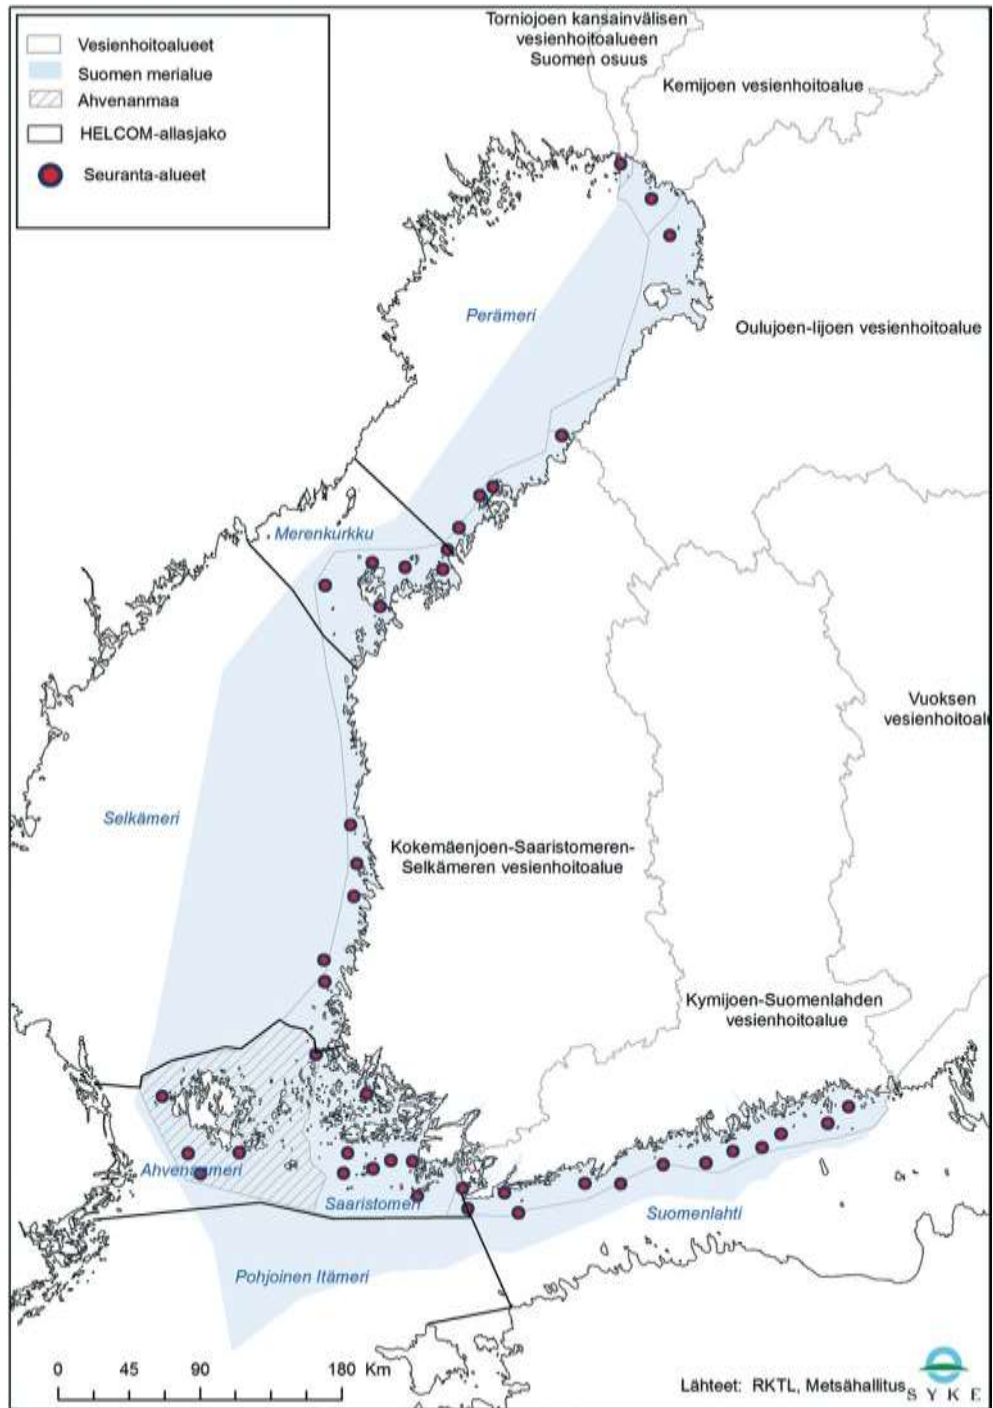 Vesienhoitoalueet
Suomen merialue
Ahvenanmaa
HELCOM-allasjako
Seuranta-alueet
Torniojoen kansainvälisen
vesienhoitoalueen
Suomen osuus
Kemijoen vesienhoitoalue
Perämeri
Oulujoen-Iijoen vesienhoitoalue
Merenkurkku
Vuoksen
vesienhoitoalu
Selkämeri
Kokemäenjoen-Saaristomeren-
Selkämeren vesienhoitoalue
Kymijoen-Suomenlahden
vesienhoitoalue
Ahvenanmeri
Saaristomeri
Suomenlahti
Pohjoinen Itämeri
0 45 90 180 Km
Lähteet: RKTL, Metsähallitus
SYKE